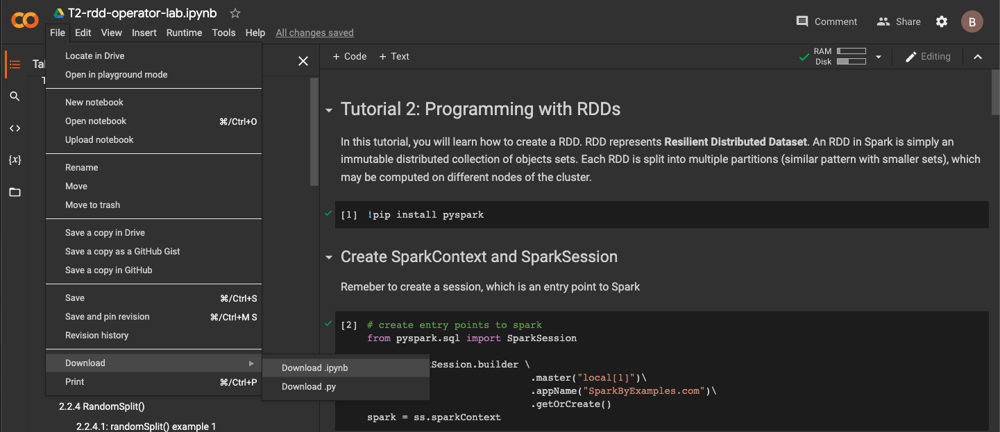 T2-rdd-operator-lab.ipynb
File Edit View Insert Runtime Tools Help All changes saved
Comment Share B
Locate in Drive
Open in playground mode
New notebook
Open notebook ⌘/Ctrl+O
Upload notebook
Rename
Move
Move to trash
Save a copy in Drive
Save a copy as a GitHub Gist
Save a copy in GitHub
Save ⌘/Ctrl+S
Save and pin revision ⌘/Ctrl+M S
Revision history
Download
Print ⌘/Ctrl+P
Download .ipynb
Download .py
2.2.4 RandomSplit()
2.2.4.1: randomSplit() example 1
+ Code + Text
RAM
Disk
Editing
Tutorial 2: Programming with RDDs
In this tutorial, you will learn how to create a RDD. RDD represents Resilient Distributed Dataset. An RDD in Spark is simply an
immutable distributed collection of objects sets. Each RDD is split into multiple partitions (similar pattern with smaller sets), which
may be computed on different nodes of the cluster.
[1] !pip install pyspark
Create SparkContext and SparkSession
Remeber to create a session, which is an entry point to Spark
[2] # create entry points to spark
from pyspark.sql import SparkSession
Session.builder \
.master("local[1]")\
.appName("SparkByExamples.com")\
.getOrCreate()
spark = ss.sparkContext